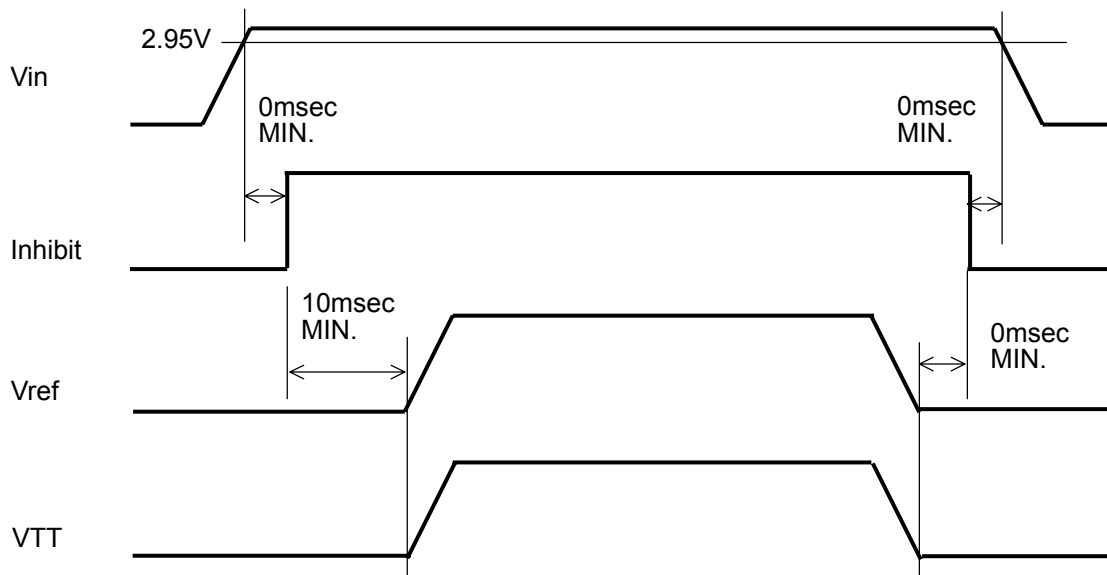 2.95V
Vin
0msec
MIN.
0msec
MIN.
Inhibit
10msec
MIN.
0msec
MIN.
Vref
VTT